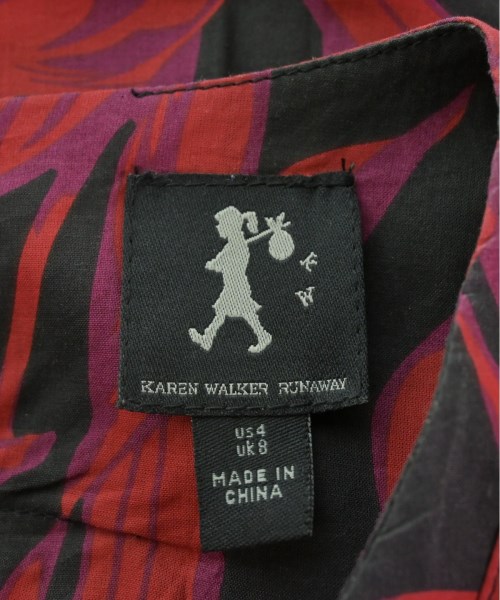 K
W
KAREN WALKER RUNAWAY
US4
UK8
MADE IN
CHINA